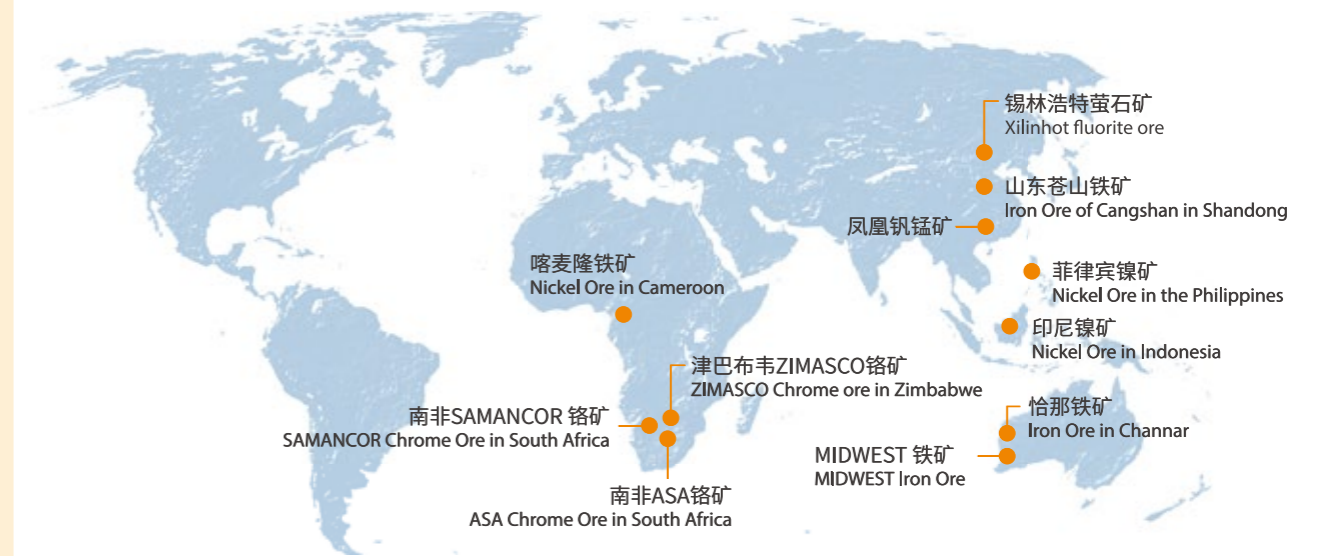 锡林浩特萤石矿
Xilinhot fluorite ore
山东苍山铁矿
Iron Ore of Cangshan in Shandong
凤凰钒锰矿
喀麦隆铁矿
Nickel Ore in Cameroon
菲律宾镍矿
Nickel Ore in the Philippines
印尼镍矿
Nickel Ore in Indonesia
津巴布韦ZIMASCO铬矿
ZIMASCO Chrome ore in Zimbabwe
南非SAMANCOR 铬矿
SAMANCOR Chrome Ore in South Africa
恰那铁矿
Iron Ore in Channar
MIDWEST 铁矿
MIDWEST Iron Ore
南非ASA铬矿
ASA Chrome Ore in South Africa